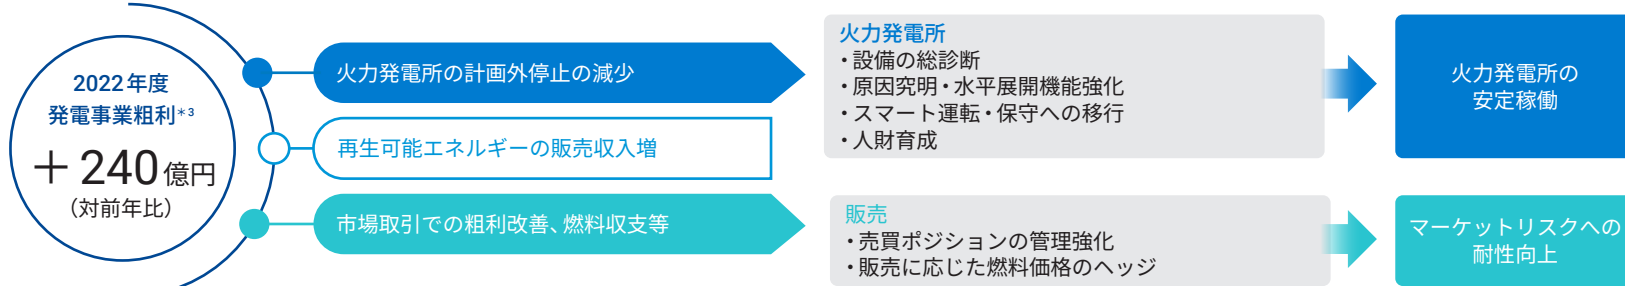 2022年度
発電事業粗利*3
＋240億円
（対前年比）
火力発電所の計画外停止の減少
再生可能エネルギーの販売収入増
市場取引での粗利改善、燃料収支等
火力発電所
・設備の総診断
・原因究明・水平展開機能強化
・スマート運転・保守への移行
・人財育成
火力発電所の
安定稼働
販売
・売買ポジションの管理強化
・販売に応じた燃料価格のヘッジ
マーケットリスクへの
耐性向上